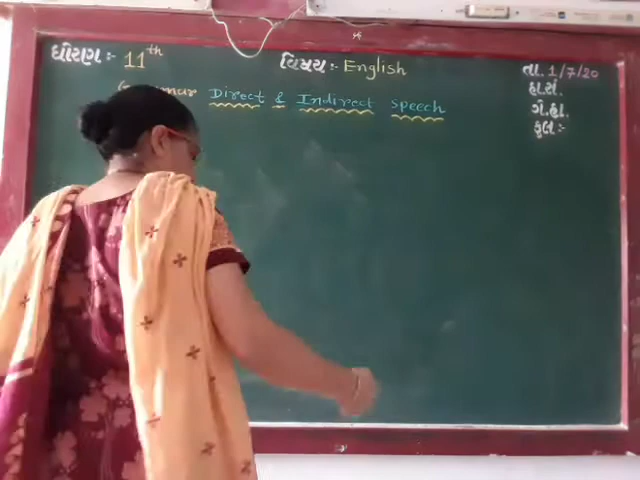 ધોરણ :- 11th
વિષય :- English
તા. 1/7/20
હા.સં.
ગે.હા.
કુલ :-
Direct & Indirect Speech